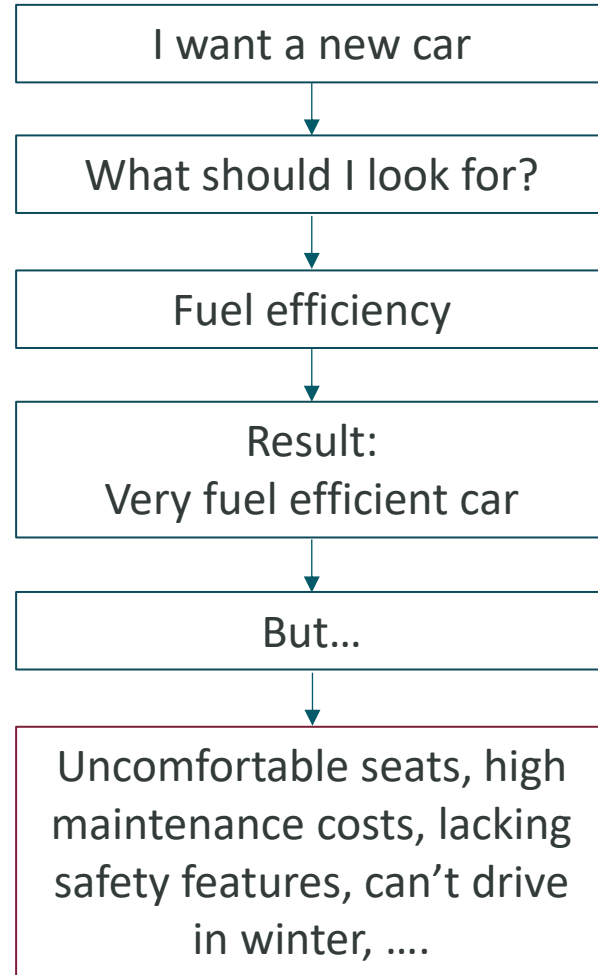 I want a new car
What should I look for?
Fuel efficiency
Result:
Very fuel efficient car
But…
Uncomfortable seats, high
maintenance costs, lacking
safety features, can’t drive
in winter, ….